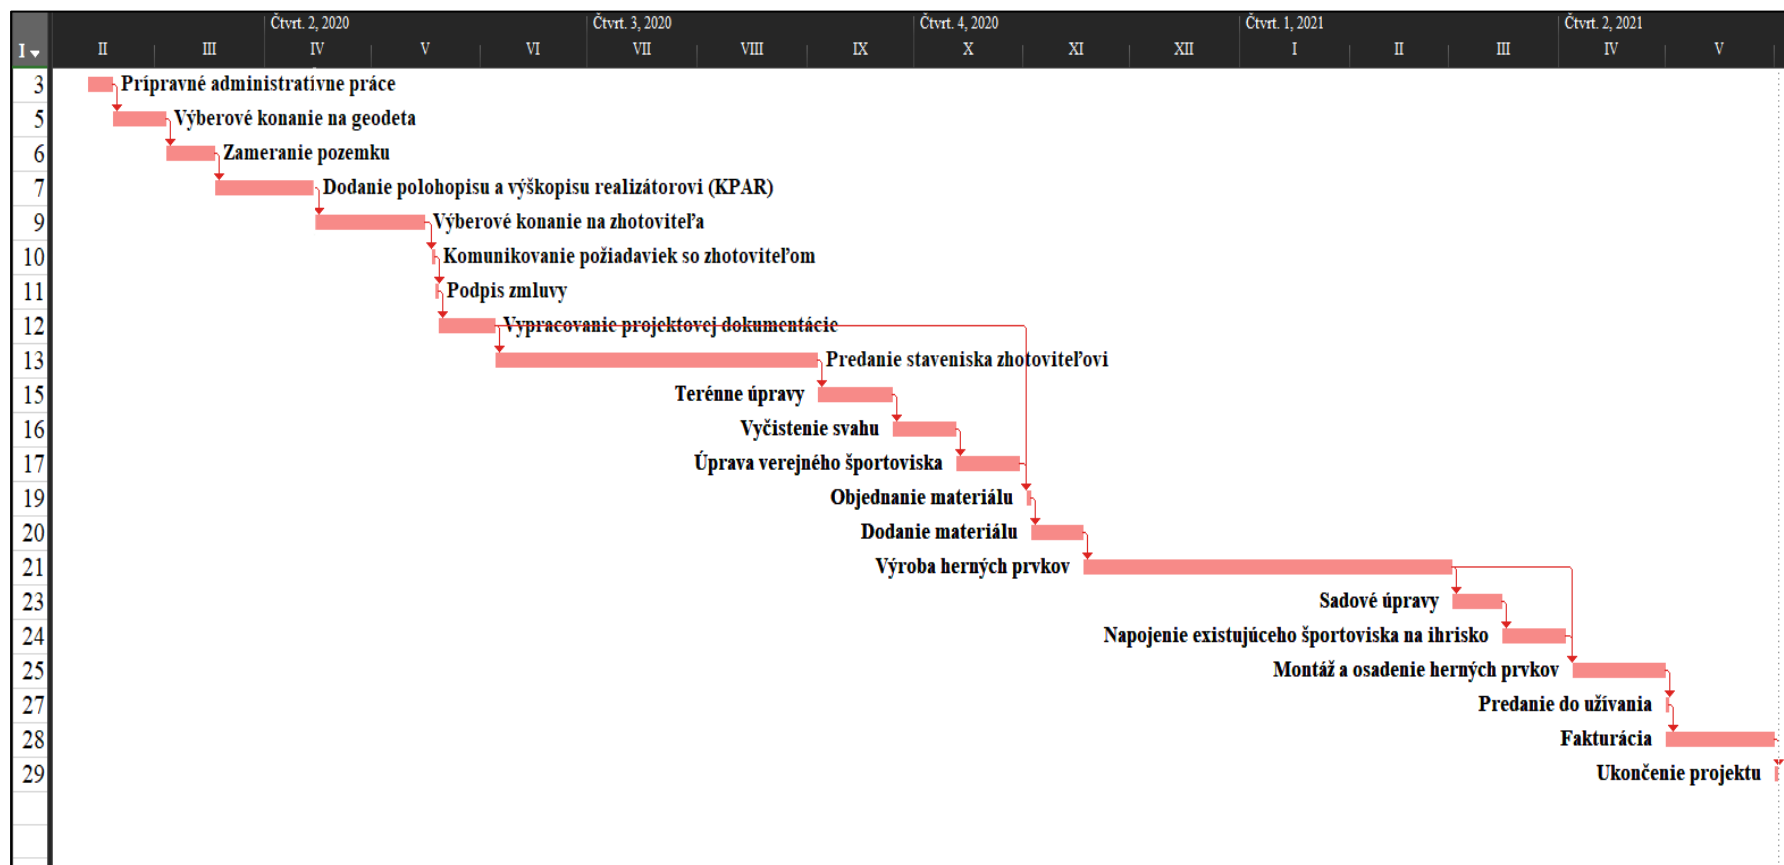 Čtvrt. 2, 2020 Čtvrt. 3, 2020 Čtvrt. 4, 2020 Čtvrt. 1, 2021 Čtvrt. 2, 2021
I II III IV V VI VII VIII IX X XI XII I II III IV V
3 Prípravné administratívne práce
5 Výberové konanie na geodeta
6 Zameranie pozemku
7 Dodanie polohopisu a výškopisu realizátorovi (KPAR)
9 Výberové konanie na zhotoviteľa
10 Komunikovanie požiadaviek so zhotoviteľom
11 Podpis zmluvy
12 Vypracovanie projektovej dokumentácie
13 Predanie staveniska zhotoviteľovi
15 Terénne úpravy
16 Vyčistenie svahu
17 Úprava verejného športoviska
19 Objednanie materiálu
20 Dodanie materiálu
21 Výroba herných prvkov
23 Sadové úpravy
24 Napojenie existujúceho športoviska na ihrisko
25 Montáž a osadenie herných prvkov
27 Predanie do užívania
28 Fakturácia
29 Ukončenie projektu